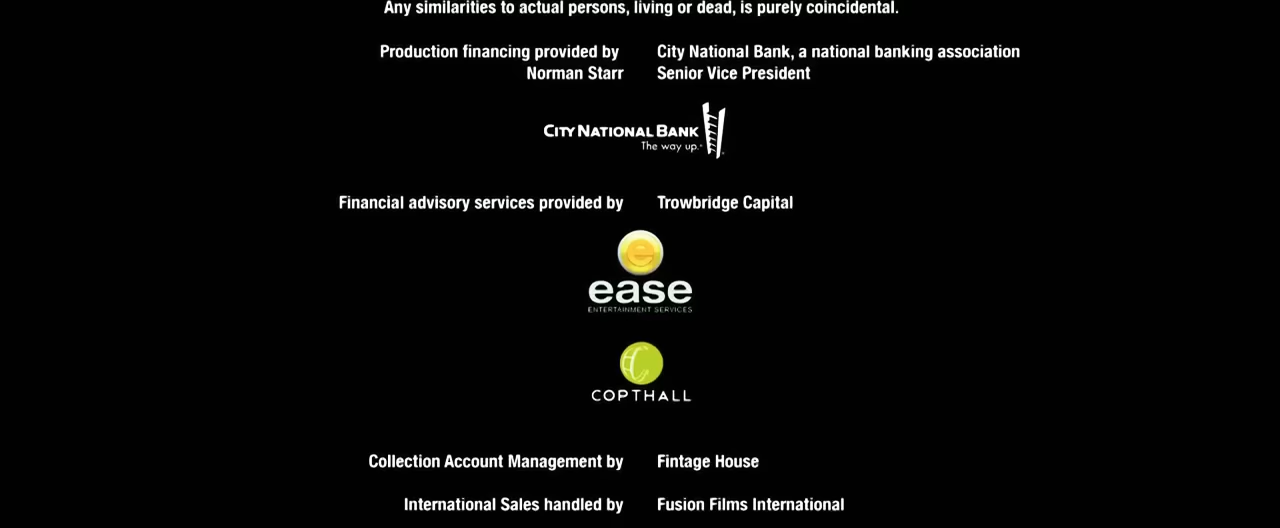 Any similarities to actual persons, living or dead, is purely coincidental.
Production financing provided by City National Bank, a national banking association
Norman Starr Senior Vice President
CITY NATIONAL BANK
The way up.
Financial advisory services provided by Trowbridge Capital
e
ease
ENTERTAINMENT SERVICES
C
COPTHALL
Collection Account Management by Fintage House
International Sales handled by Fusion Films International